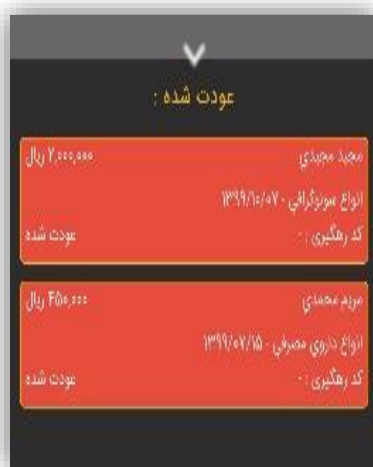 عودت شده :
مجید مجیدی ۲,۰۰۰,۰۰۰ ریال
انواع سونوگرافی - ۱۳۹۹/۱۰/۰۷
کد رهگیری : - عودت شده
مریم محمدی ۴۵۰,۰۰۰ ریال
انواع داروی مصرفی - ۱۳۹۹/۰۷/۱۵
کد رهگیری : - عودت شده